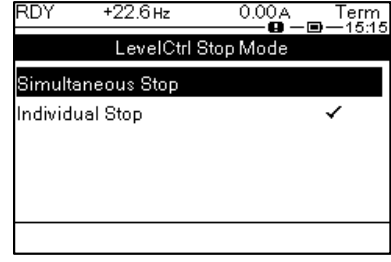 RDY +22.6Hz 0.00A Term
15:15
LevelCtrl Stop Mode
Simultaneous Stop
Individual Stop